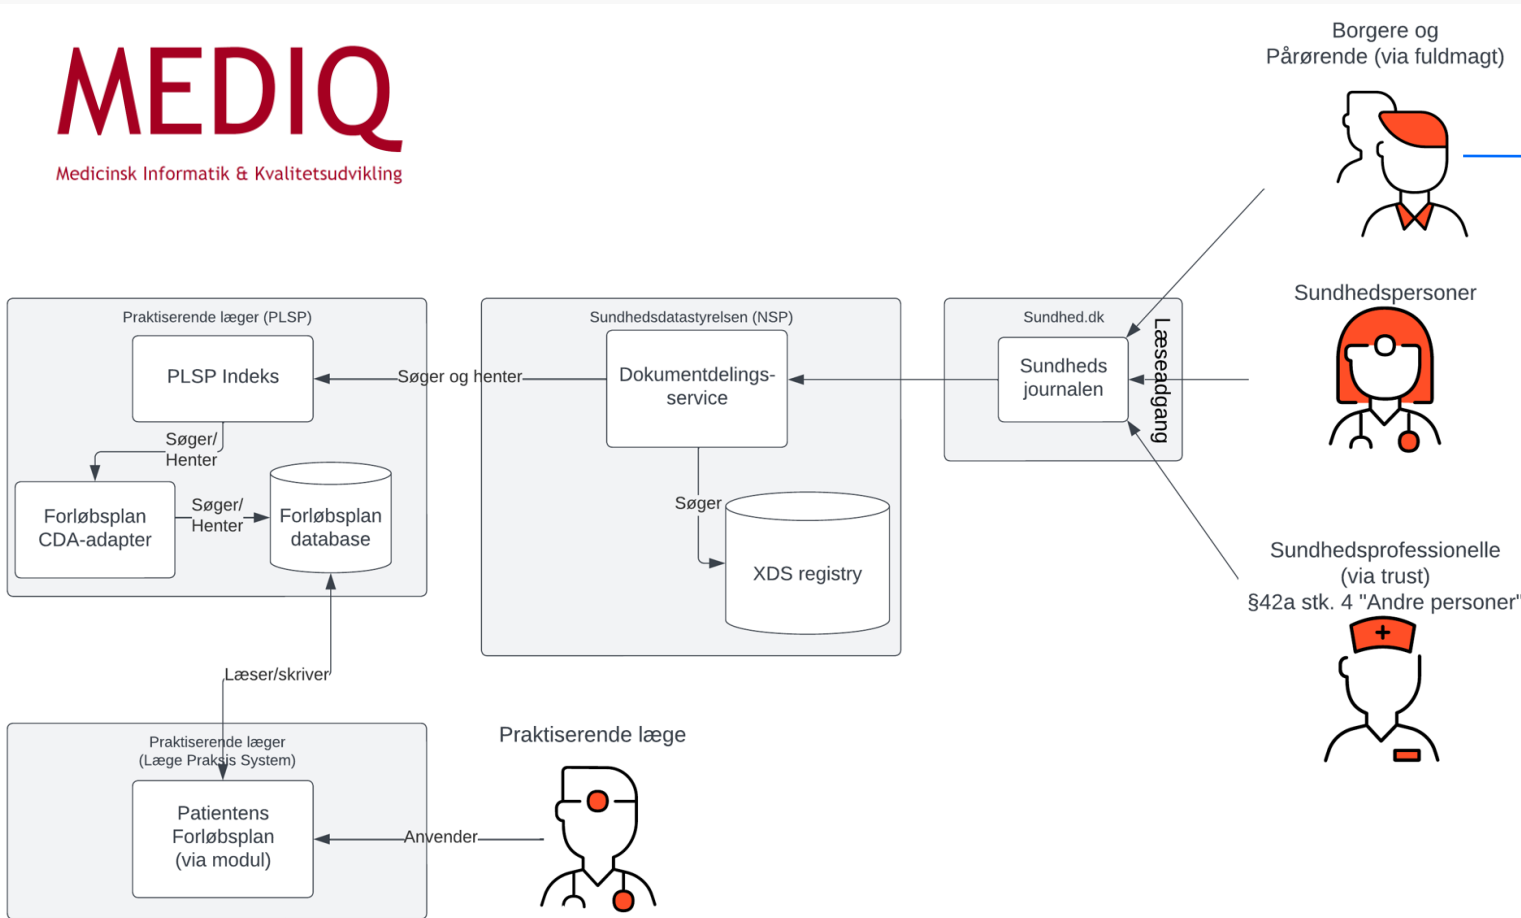 MEDIQ
Medicinsk Informatik & Kvalitetsudvikling
Borgere og
Pårørende (via fuldmagt)
Sundhedspersoner
Sundhedsprofessionelle
(via trust)
§42a stk. 4 "Andre personer"
Praktiserende læger (PLSP)
PLSP Indeks
Søger/
Henter
Forløbsplan
CDA-adapter
Søger/
Henter
Forløbsplan
database
Søger og henter
Sundhedsdatastyrelsen (NSP)
Dokumentdelings-
service
Søger
XDS registry
Sundhed.dk
Sundheds
journalen
Læseadgang
Læser/skriver
Praktiserende læger
(Læge Praksis System)
Patientens
Forløbsplan
(via modul)
Anvender
Praktiserende læge